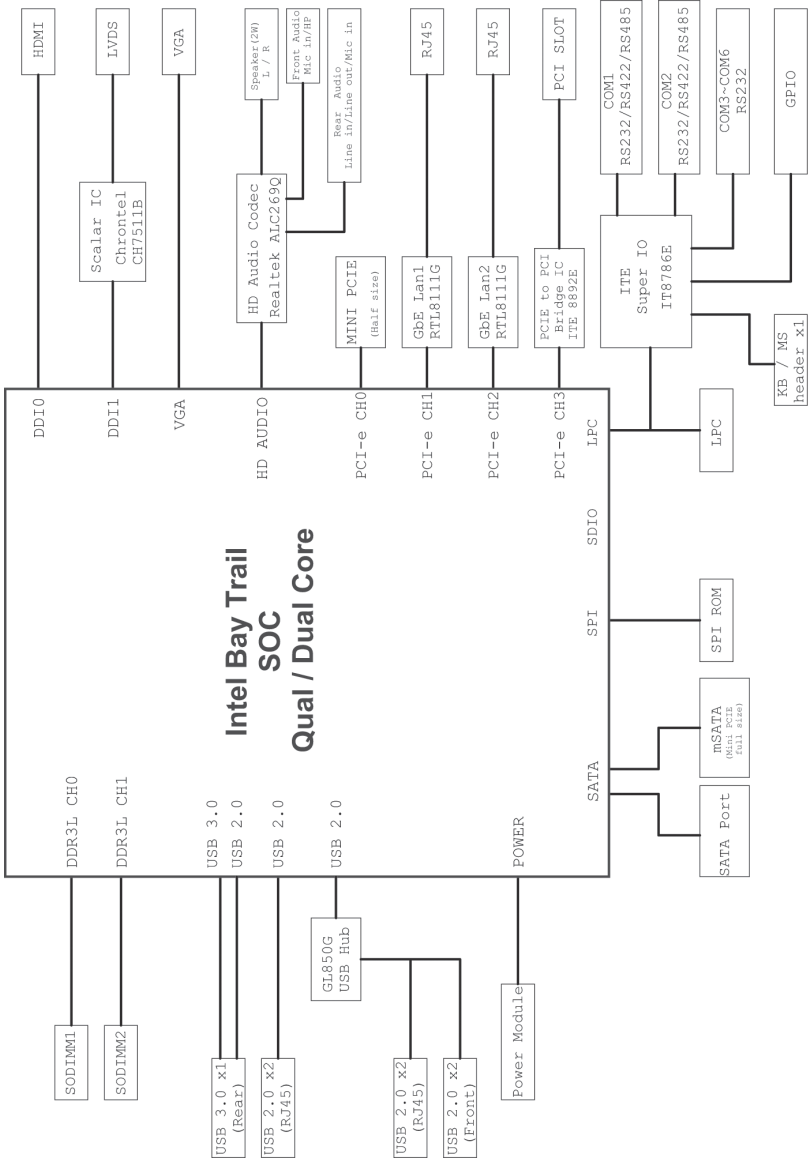 SODIMM1
SODIMM2
USB 3.0 x1
(Rear)
USB 2.0 x2
(RJ45)
USB 2.0 x2
(RJ45)
USB 2.0 x2
(Front)
Power Module
GL850G
USB Hub
DDR3L CH0
DDR3L CH1
USB 3.0
USB 2.0
USB 2.0
USB 2.0
POWER
Intel Bay Trail
SOC
Qual / Dual Core
DDI0
DDI1
VGA
HD AUDIO
PCI-e CH0
PCI-e CH1
PCI-e CH2
PCI-e CH3
SATA
SPI
SDIO
LPC
HDMI
Scalar IC
Chrontel
CH7511B
LVDS
VGA
HD Audio Codec
Realtek ALC269Q
Speaker(2W)
L / R
Front Audio
Mic in/HP
Rear Audio
Line in/Line out/Mic in
MINI PCIE
(Half size)
GbE Lan1
RTL8111G
RJ45
GbE Lan2
RTL8111G
RJ45
PCIE to PCI
Bridge IC
ITE 8892E
PCI SLOT
SATA Port
mSATA
(Mini PCIE
full size)
SPI ROM
LPC
ITE
Super IO
IT8786E
COM1
RS232/RS422/RS485
COM2
RS232/RS422/RS485
COM3~COM6
RS232
GPIO
KB / MS
header x1